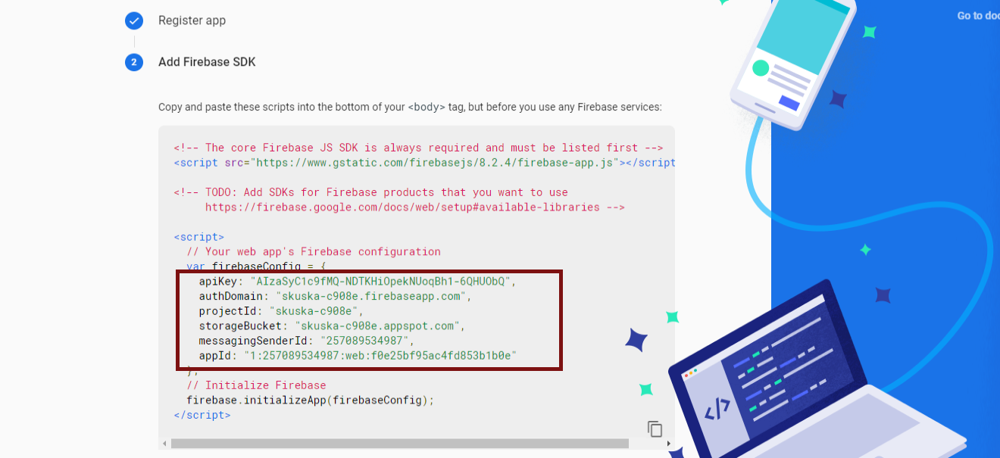 Register app
Go to doc
2
Add Firebase SDK
Copy and paste these scripts into the bottom of your <body> tag, but before you use any Firebase services:
<!-- The core Firebase JS SDK is always required and must be listed first -->
<script src="https://www.gstatic.com/firebasejs/8.2.4/firebase-app.js"></script
<!-- TODO: Add SDKs for Firebase products that you want to use
https://firebase.google.com/docs/web/setup#available-libraries -->
<script>
// Your web app's Firebase configuration
var firebaseConfig = {
apiKey: "AIzaSyC1c9fMQ-NDTKHiOpekNUoqBh1-6QHUObQ",
authDomain: "skuska-c908e.firebaseapp.com",
projectId: "skuska-c908e",
storageBucket: "skuska-c908e.appspot.com",
messagingSenderId: "257089534987",
appId: "1:257089534987:web:f0e25bf95ac4fd853b1b0e"
};
// Initialize Firebase
firebase.initializeApp(firebaseConfig);
</script>
</>